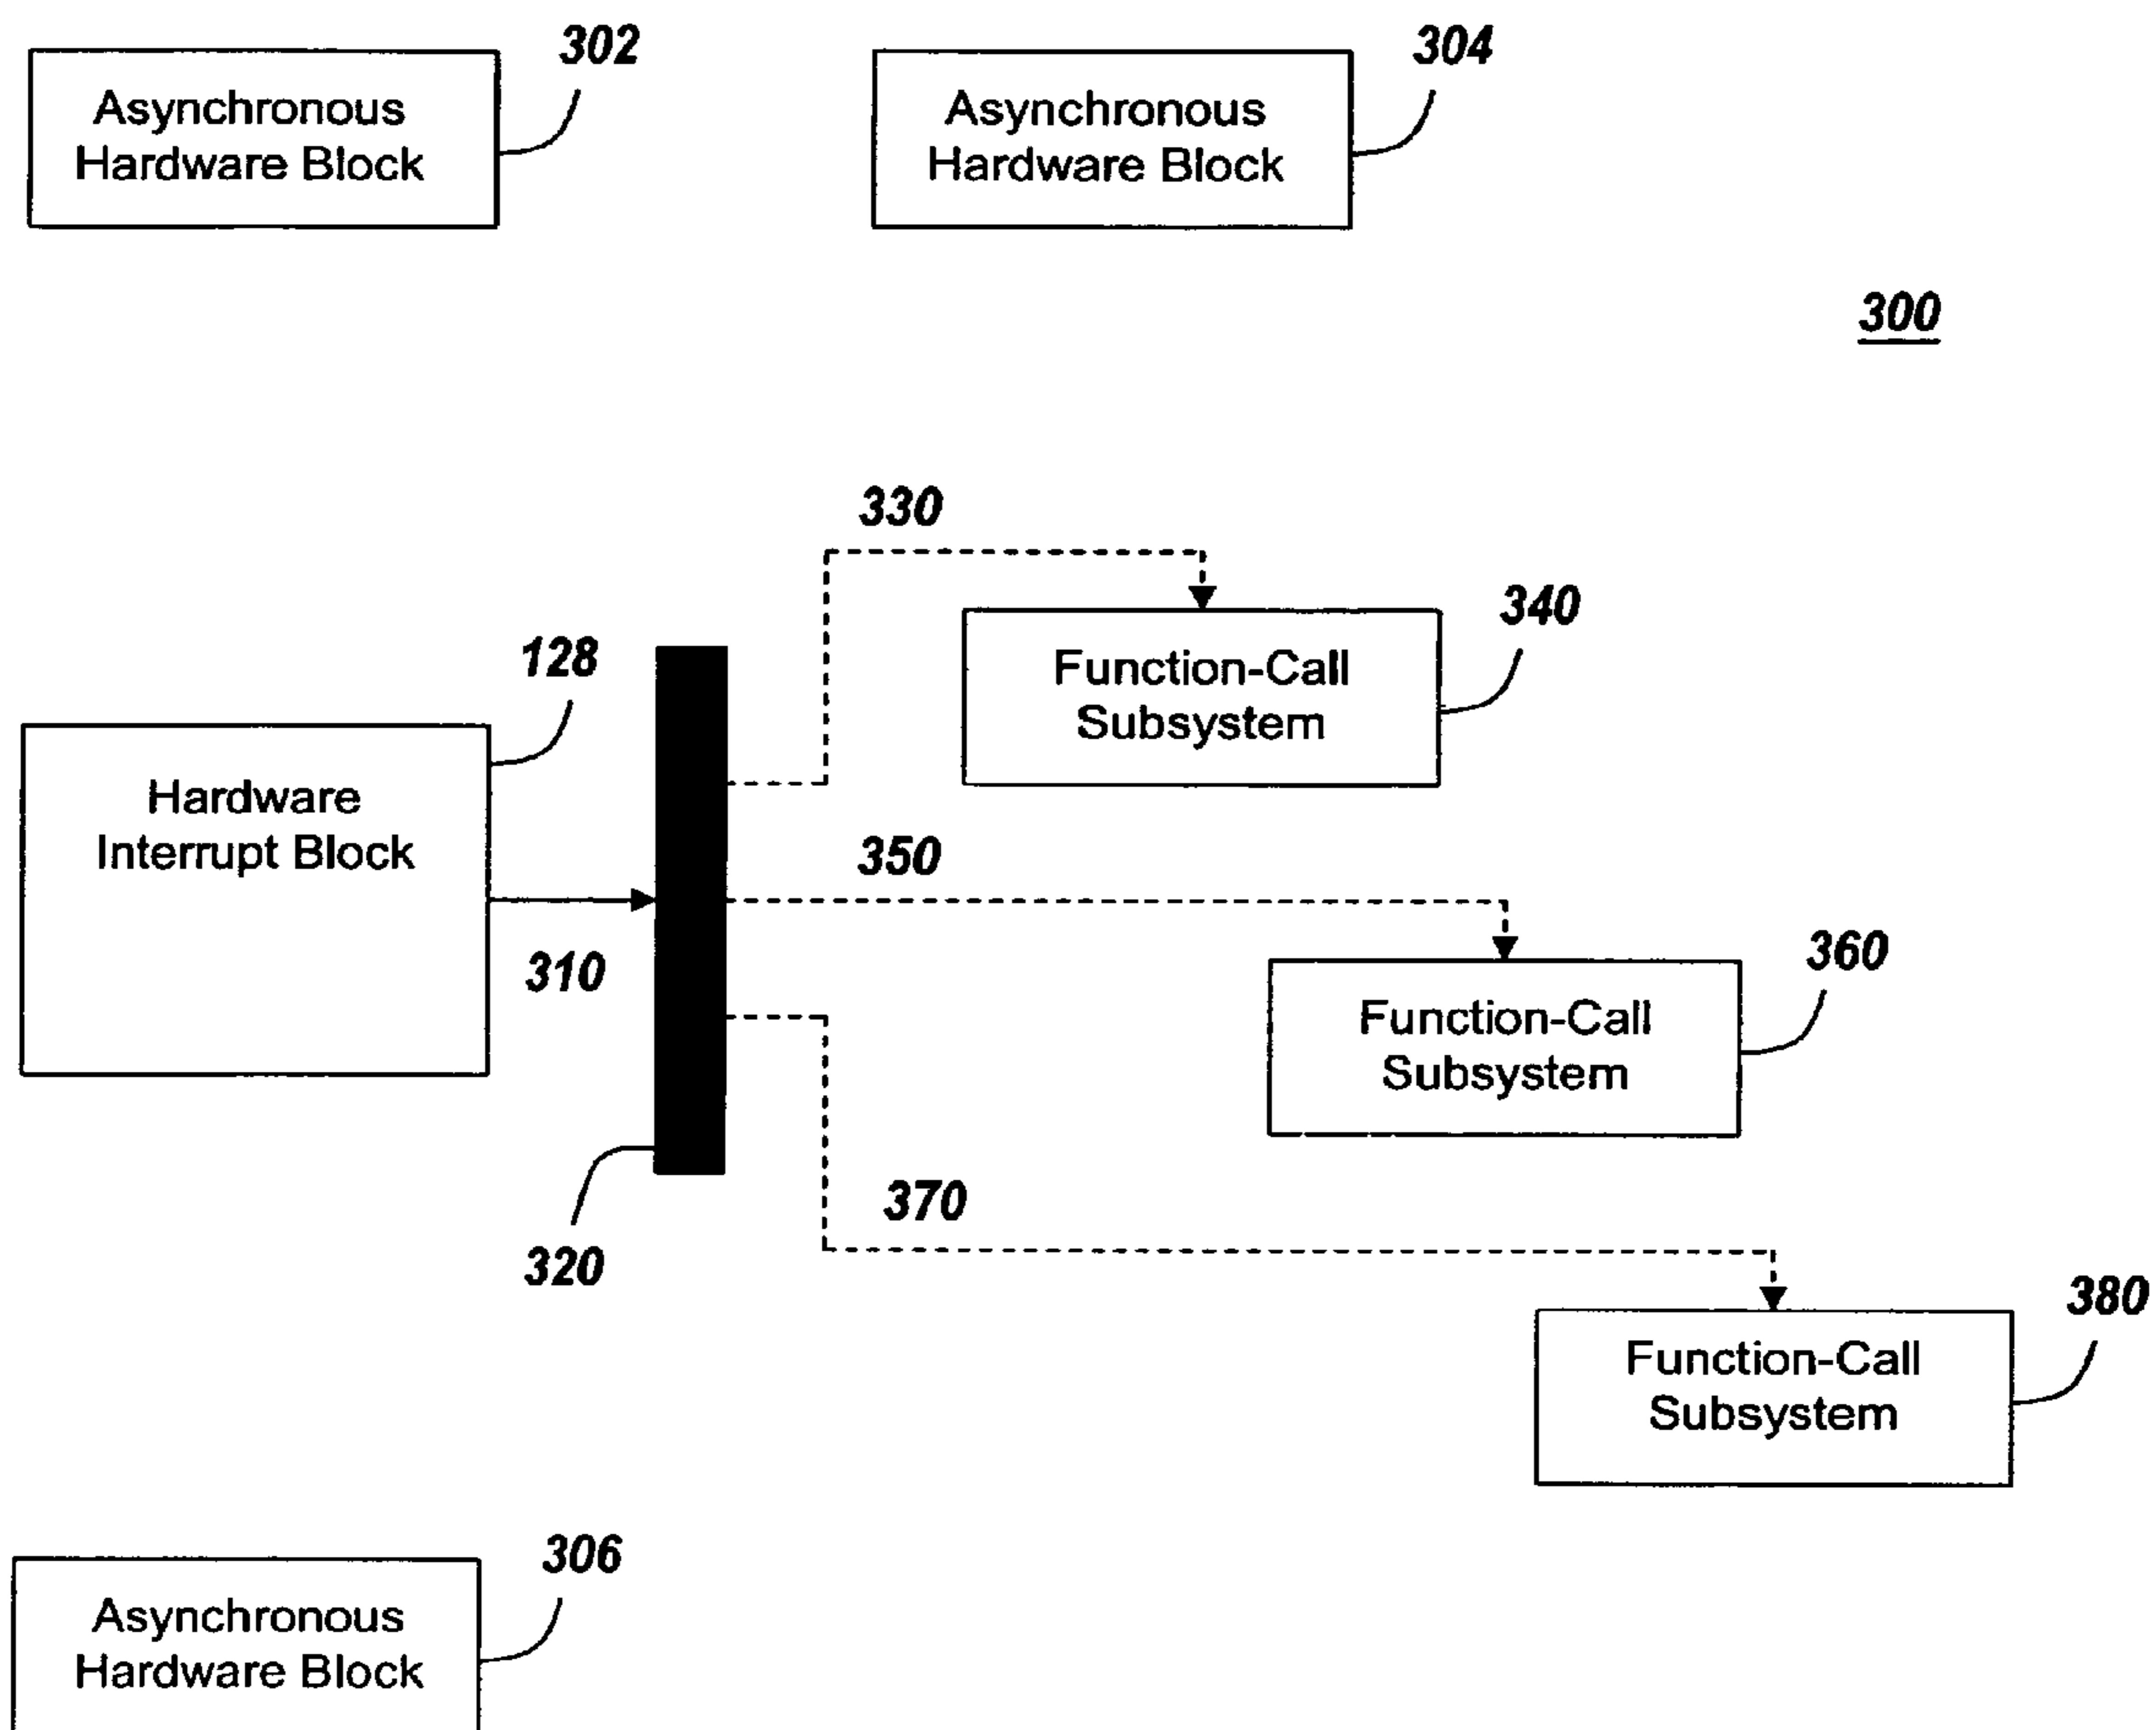 302
304
Asynchronous
Hardware Block
Asynchronous
Hardware Block
300
330
340
Function-Call
Subsystem
128
Hardware
Interrupt Block
350
310
360
Function-Call
Subsystem
370
320
380
Function-Call
Subsystem
306
Asynchronous
Hardware Block